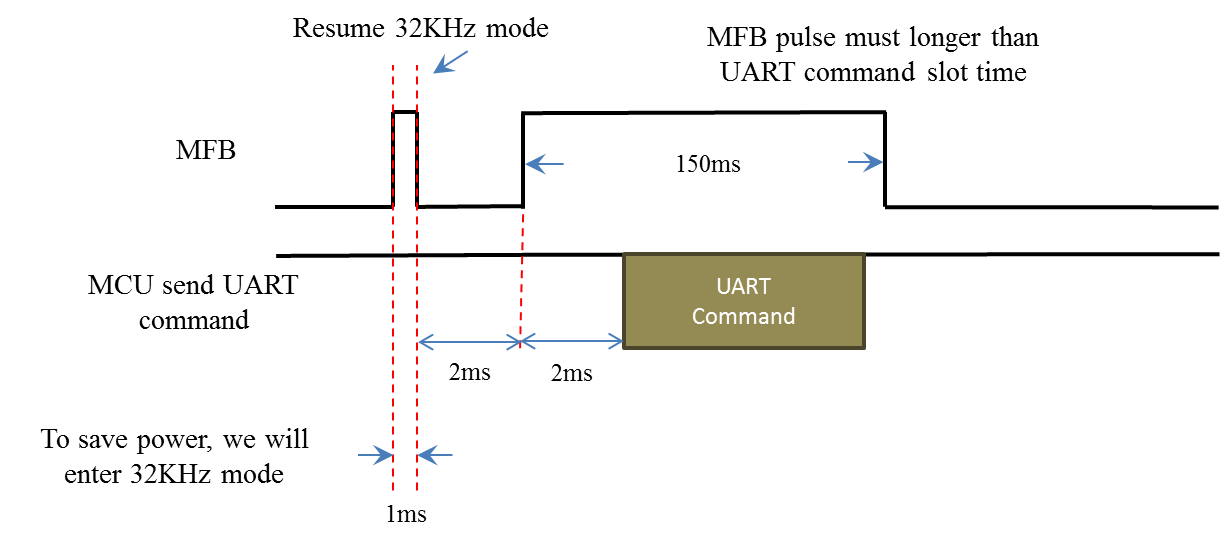 Resume 32KHz mode
MFB pulse must longer than
UART command slot time
MFB
150ms
MCU send UART
command
UART
Command
2ms
2ms
To save power, we will
enter 32KHz mode
1ms